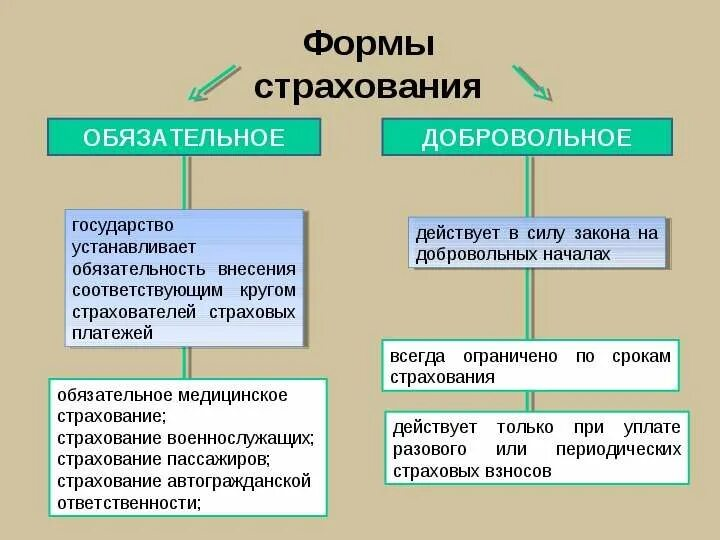 Формы
страхования
ОБЯЗАТЕЛЬНОЕ
государство
устанавливает
обязательность внесения
соответствующим кругом
страхователей страховых
платежей
обязательное медицинское
страхование;
страхование военнослужащих;
страхование пассажиров;
страхование автогражданской
ответственности;
ДОБРОВОЛЬНОЕ
действует в силу закона на
добровольных началах
всегда ограничено по срокам
страхования
действует только при уплате
разового или периодических
страховых взносов